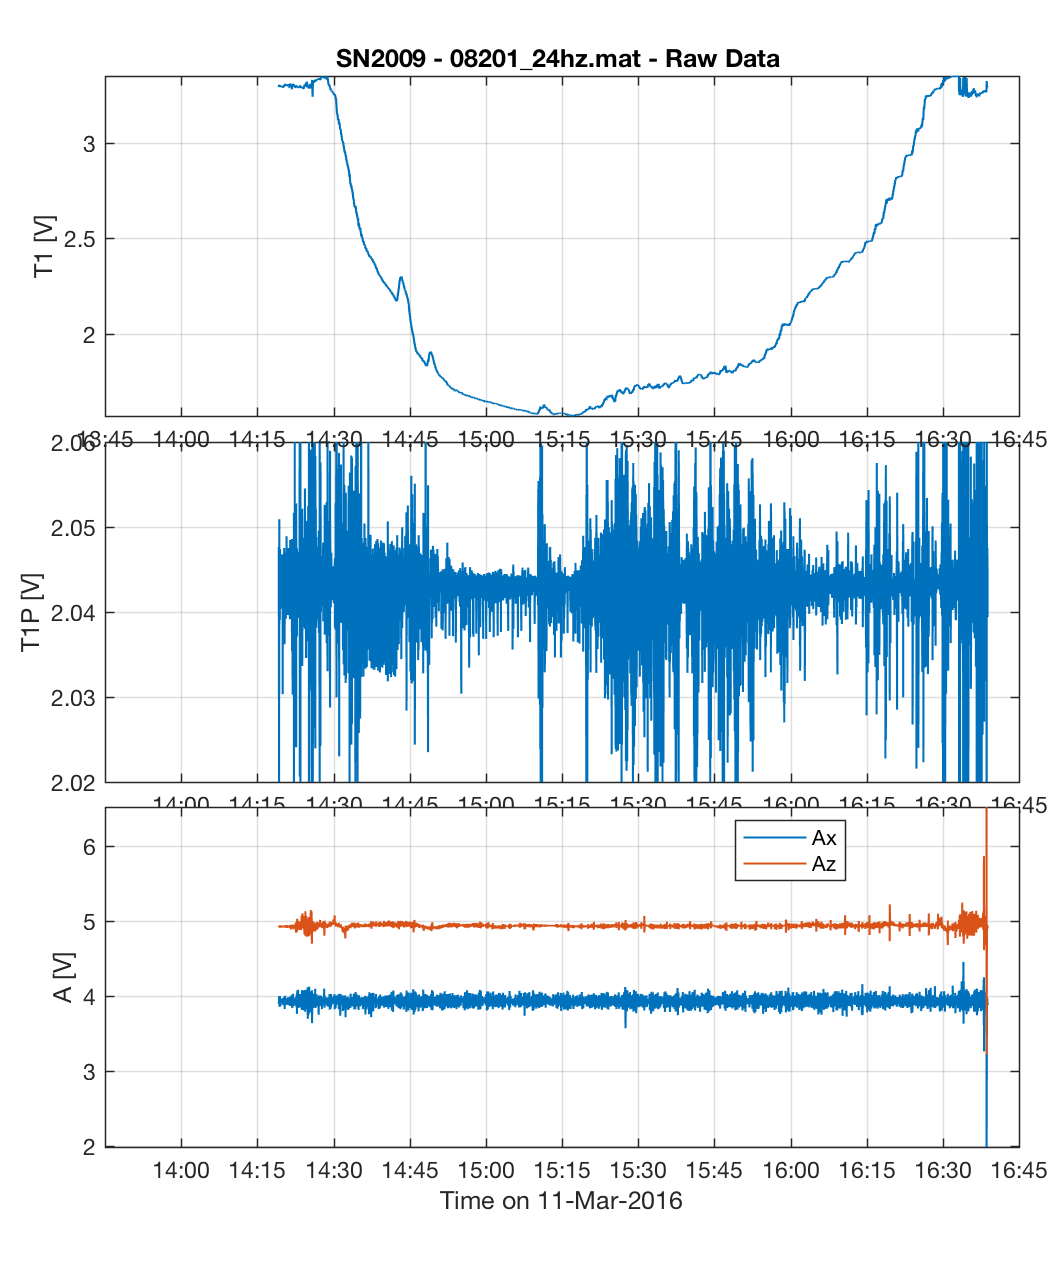 SN2009 - 08201_24hz.mat - Raw Data
3
2.5
2
T1 [V]
13:45 14:00 14:15 14:30 14:45 15:00 15:15 15:30 15:45 16:00 16:15 16:30 16:45
2.06
2.05
2.04
2.03
2.02
T1P [V]
14:00 14:15 14:30 14:45 15:00 15:15 15:30 15:45 16:00 16:15 16:30 16:45
Ax
Az
6
5
4
3
2
A [V]
14:00 14:15 14:30 14:45 15:00 15:15 15:30 15:45 16:00 16:15 16:30 16:45
Time on 11-Mar-2016